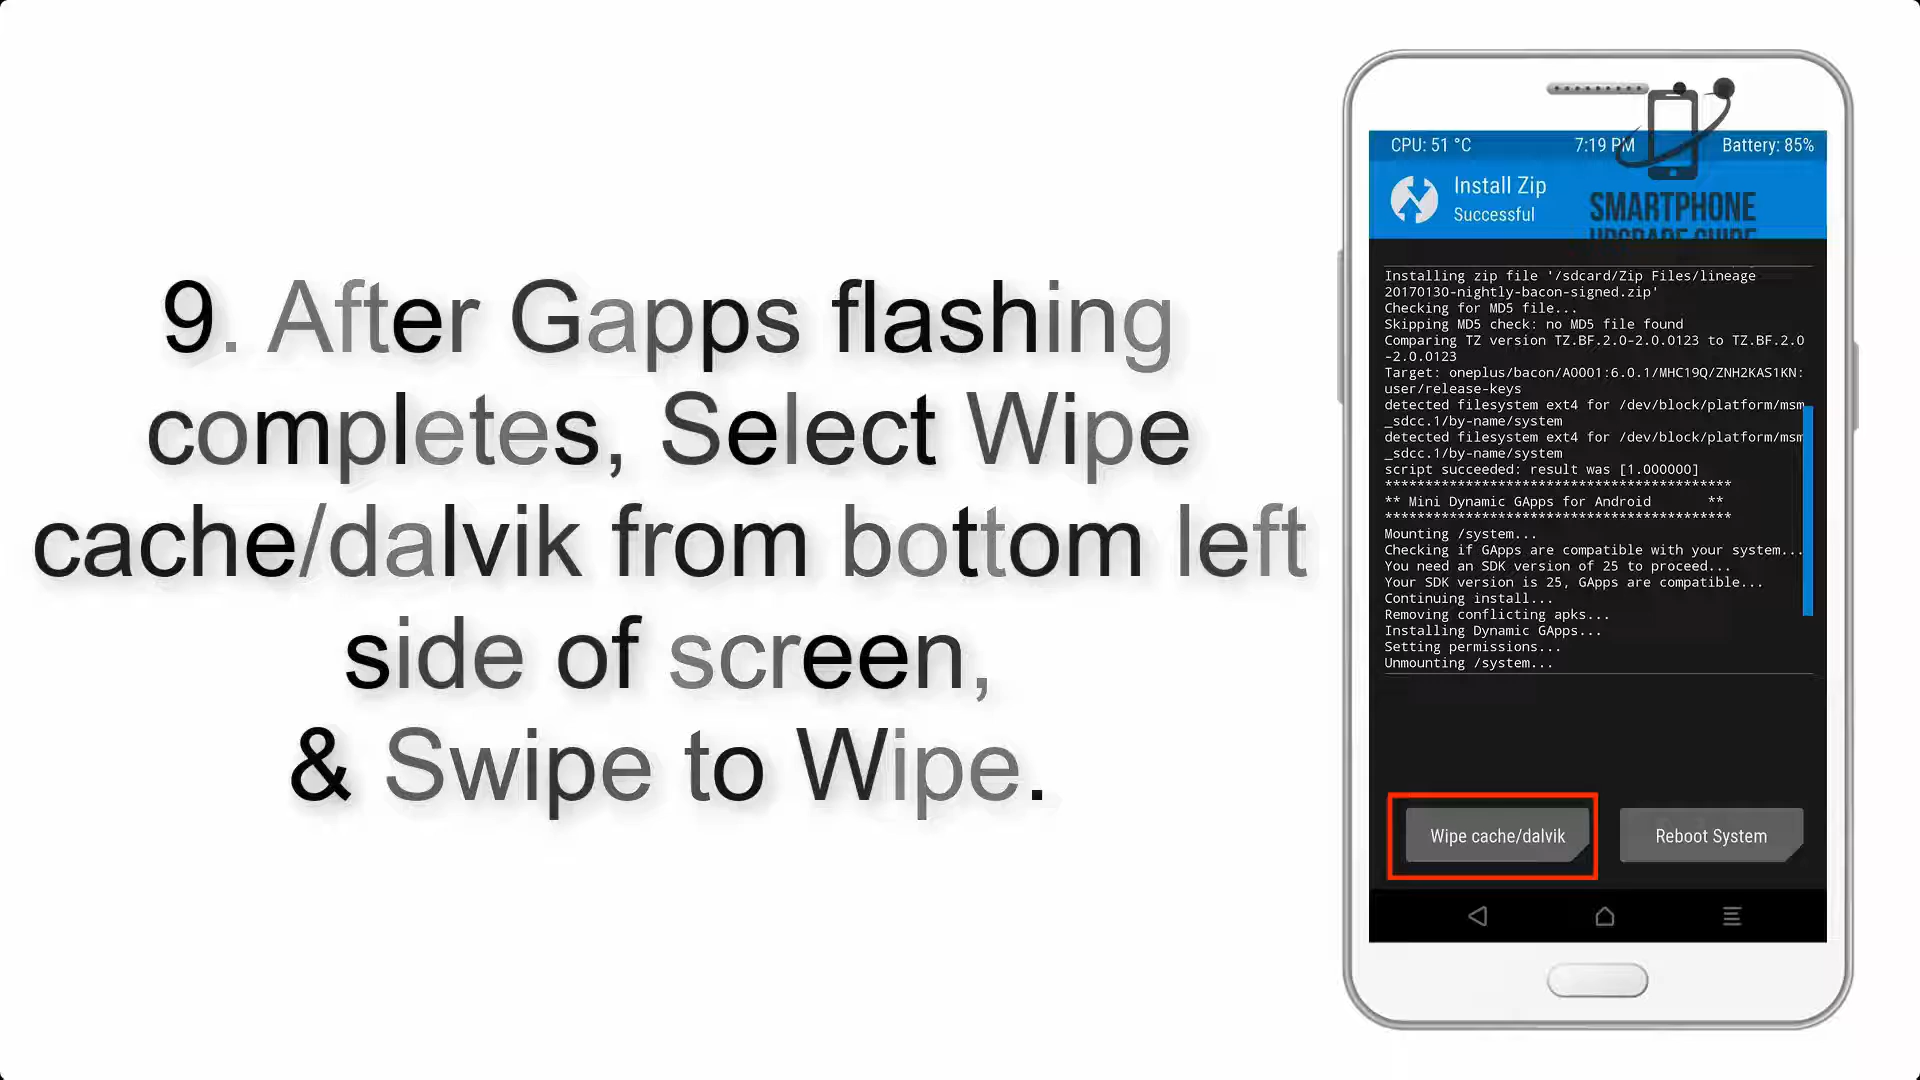 9. After Gapps flashing
completes, Select Wipe
cache/dalvik from bottom left
side of screen,
& Swipe to Wipe.
CPU: 51 °C 7:19 PM Battery: 85%
Install Zip
Successful
SMARTPHONE
UPGRADE GUIDE
Installing zip file '/sdcard/Zip Files/lineage
20170130-nightly-bacon-signed.zip'
Checking for MD5 file...
Skipping MD5 check: no MD5 file found
Comparing TZ version TZ.BF.2.0-2.0.0123 to TZ.BF.2.0
-2.0.0123
Target: oneplus/bacon/A0001:6.0.1/MHC19Q/ZNH2KAS1KN:
user/release-keys
detected filesystem ext4 for /dev/block/platform/msm
_sdcc.1/by-name/system
detected filesystem ext4 for /dev/block/platform/msm
_sdcc.1/by-name/system
script succeeded: result was [1.000000]
*******************************************
** Mini Dynamic GApps for Android **
*******************************************
Mounting /system...
Checking if GApps are compatible with your system...
You need an SDK version of 25 to proceed...
Your SDK version is 25, GApps are compatible...
Continuing install...
Removing conflicting apks...
Installing Dynamic GApps...
Setting permissions...
Unmounting /system...
Wipe cache/dalvik Reboot System